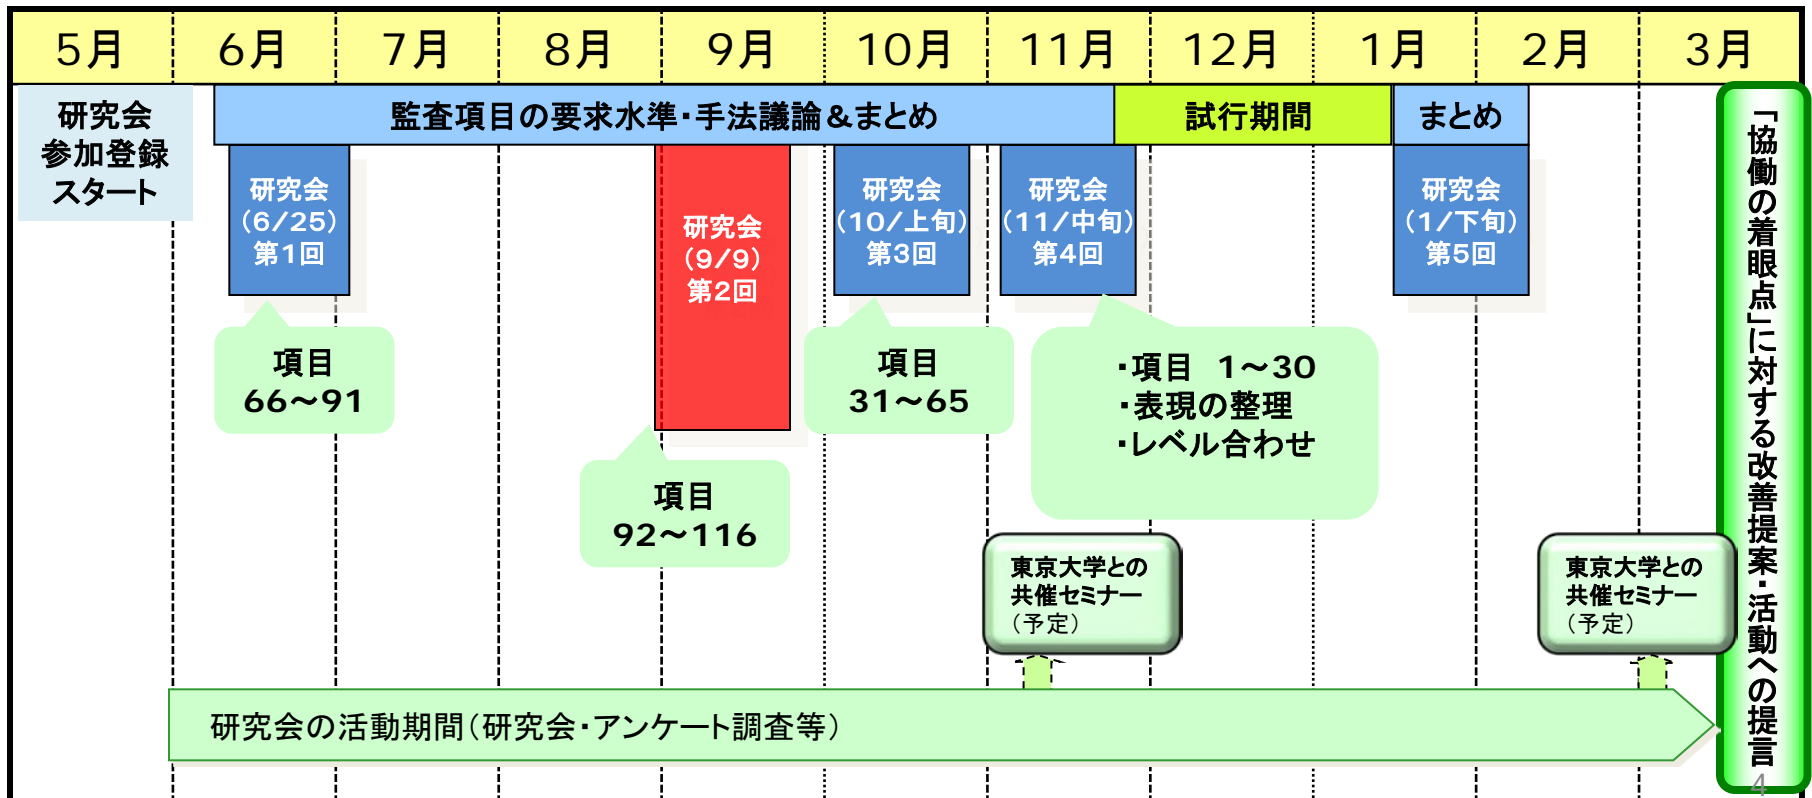 5月 6月 7月 8月 9月 10月 11月 12月 1月 2月 3月
研究会
参加登録
スタート
監査項目の要求水準・手法議論＆まとめ
試行期間
まとめ
研究会
（6/25）
第1回
研究会
（9/9）
第2回
研究会
（10/上旬）
第3回
研究会
（11/中旬）
第4回
研究会
（1/下旬）
第5回
項目
66～91
項目
92～116
項目
31～65
・項目　1～30
・表現の整理
・レベル合わせ
東京大学との
共催セミナー
（予定）
東京大学との
共催セミナー
（予定）
研究会の活動期間（研究会・アンケート調査等）
「協働の着眼点」に対する改善提案・活動への提言
4